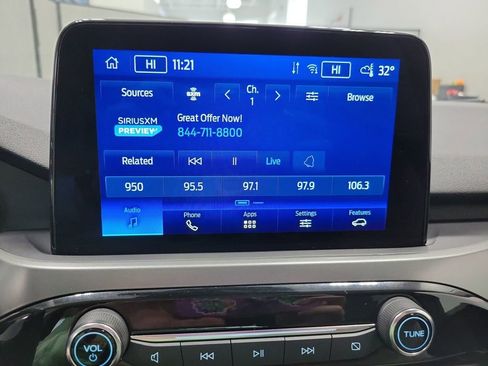 HI 11:21 HI 32°
Sources sxm Ch. 1 Browse
SIRIUSXM PREVIEW
Great Offer Now!
844-711-8800
Related Live
950 95.5 97.1 97.9 106.3
Audio Phone Apps Settings Features
VOL TUNE